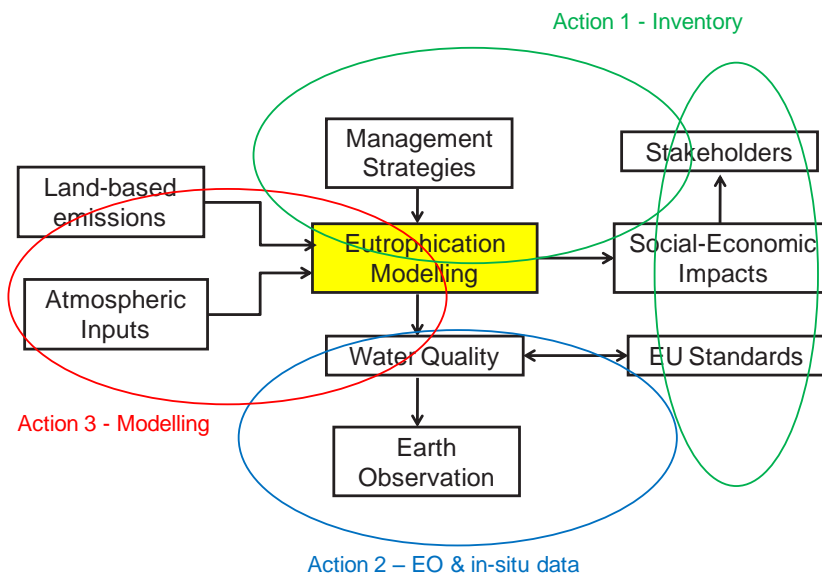 Action 1 - Inventory
Management
Strategies
Stakeholders
Land-based
emissions
Eutrophication
Modelling
Social-Economic
Impacts
Atmospheric
Inputs
Water Quality
EU Standards
Action 3 - Modelling
Earth
Observation
Action 2 – EO & in-situ data